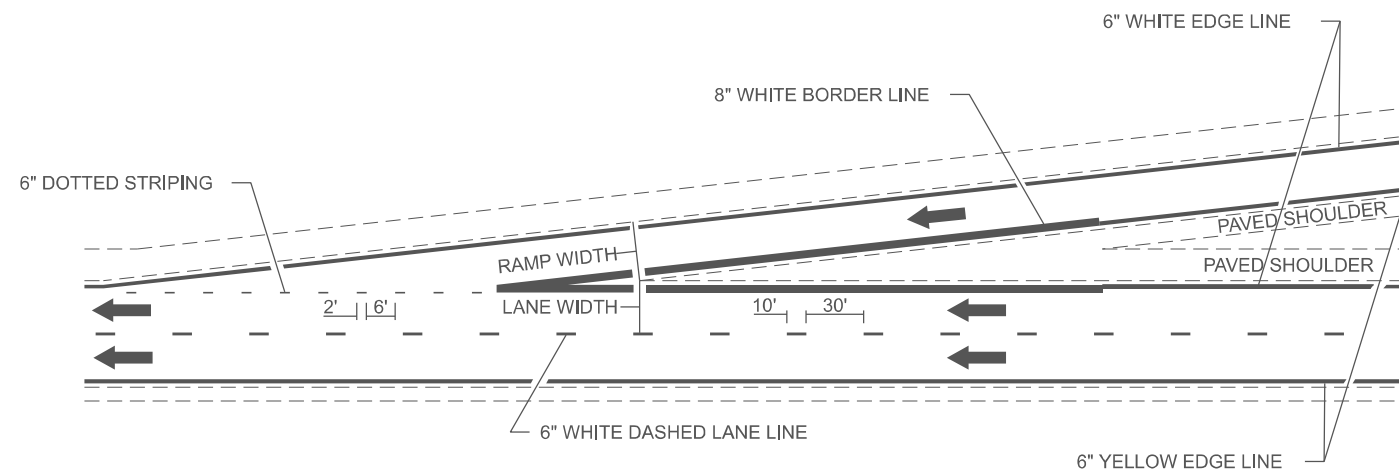 6" WHITE EDGE LINE
8" WHITE BORDER LINE
6" DOTTED STRIPING
PAVED SHOULDER
RAMP WIDTH
PAVED SHOULDER
2' 6'
LANE WIDTH
10' 30'
6" WHITE DASHED LANE LINE
6" YELLOW EDGE LINE